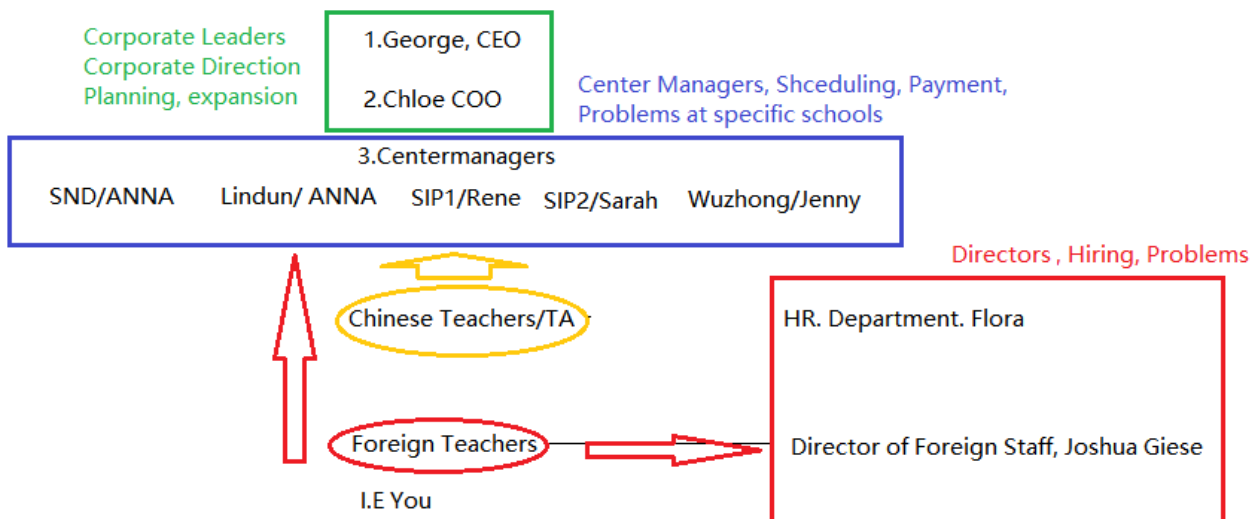 Corporate Leaders
Corporate Direction
Planning, expansion
1.George, CEO
2.Chloe COO
Center Managers, Shceduling, Payment,
Problems at specific schools
3.Centermanagers
SND/ANNA Lindun/ ANNA SIP1/Rene SIP2/Sarah Wuzhong/Jenny
Directors , Hiring, Problems
Chinese Teachers/TA
HR. Department. Flora
Foreign Teachers
Director of Foreign Staff, Joshua Giese
I.E You